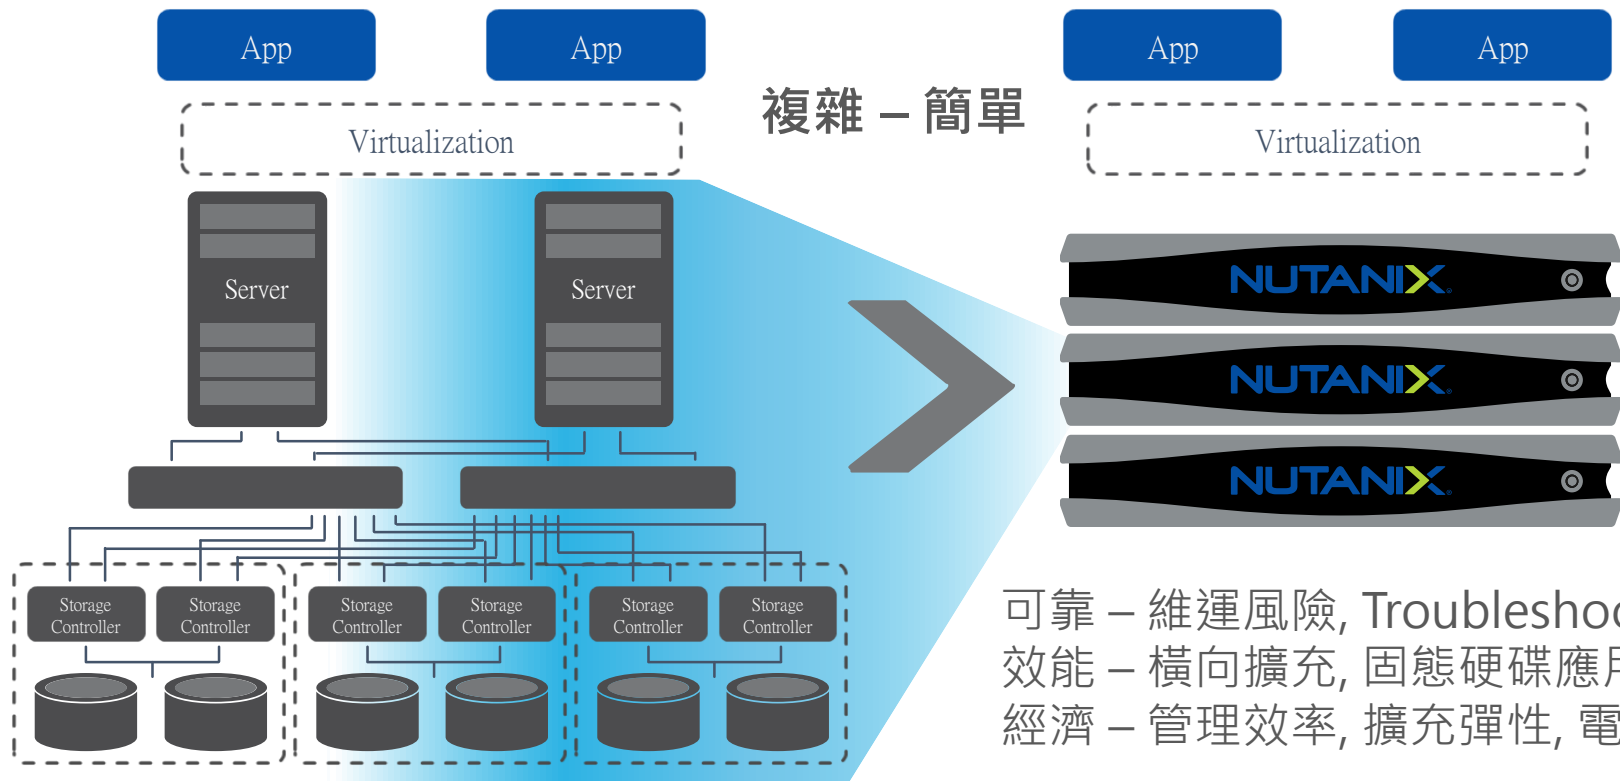 App
App
App
App
複雜 – 簡單
Virtualization
Virtualization
Server
Server
NUTANIX
NUTANIX
NUTANIX
Storage
Controller
Storage
Controller
Storage
Controller
Storage
Controller
Storage
Controller
Storage
Controller
可靠 – 維運風險, Troubleshoo
效能 – 橫向擴充, 固態硬碟應用
經濟 – 管理效率, 擴充彈性, 電